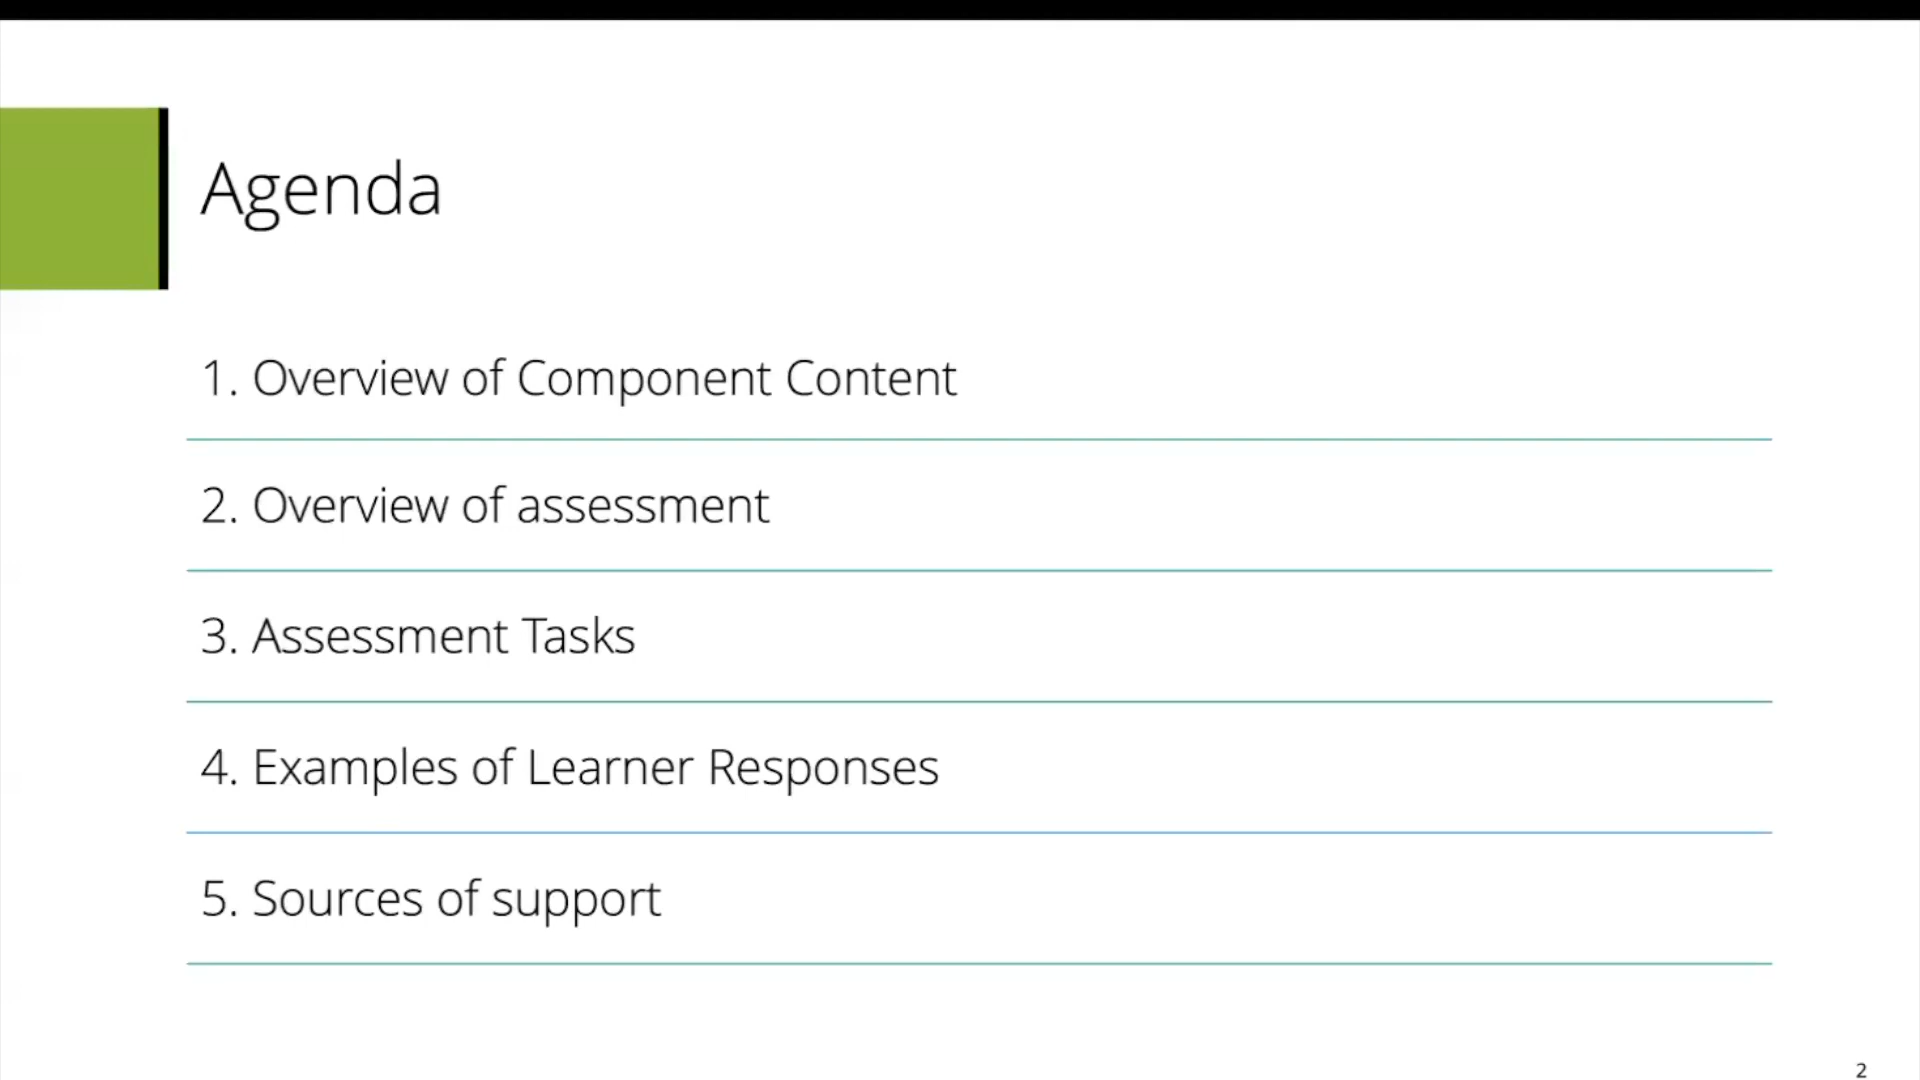 Agenda
1. Overview of Component Content
2. Overview of assessment
3. Assessment Tasks
4. Examples of Learner Responses
5. Sources of support
2